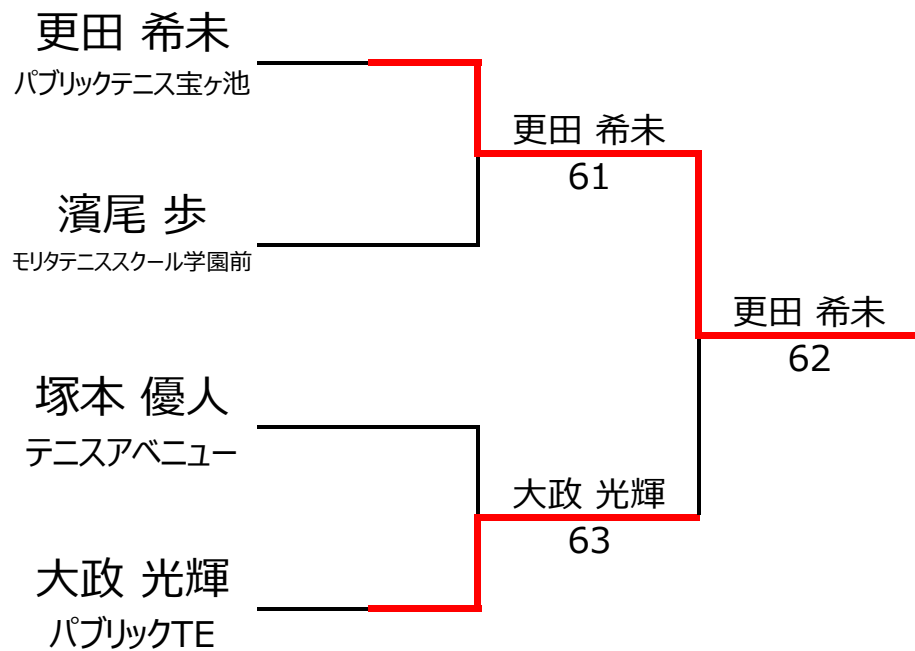 更田 希未
パブリックテニス宝ヶ池
更田 希未
61
濱尾 歩
モリタテニススクール学園前
更田 希未
62
塚本 優人
テニスアベニュー
大政 光輝
63
大政 光輝
パブリックTE